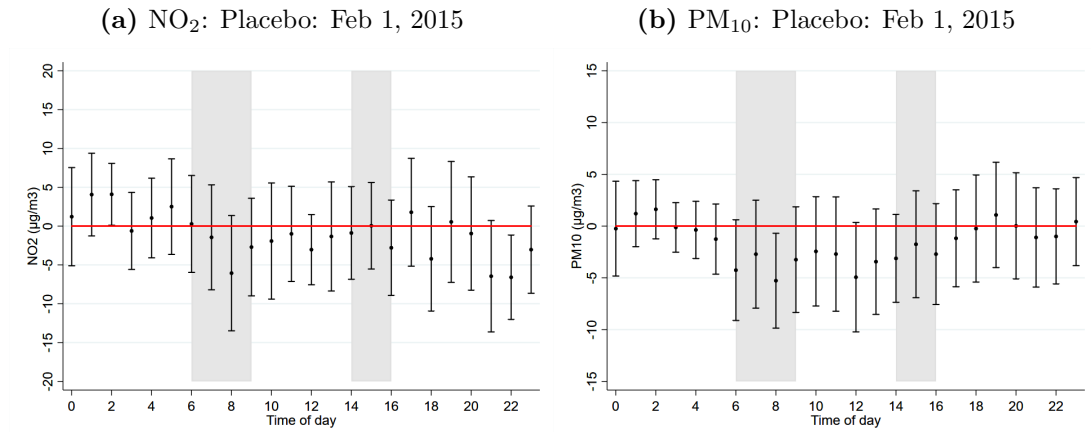 (a) NO₂: Placebo: Feb 1, 2015
20
15
10
5
0
-5
-10
-15
-20
NO2 (µg/m3)
0 2 4 6 8 10 12 14 16 18 20 22
Time of day
(b) PM₁₀: Placebo: Feb 1, 2015
15
10
5
0
-5
-10
-15
PM10 (µg/m3)
0 2 4 6 8 10 12 14 16 18 20 22
Time of day